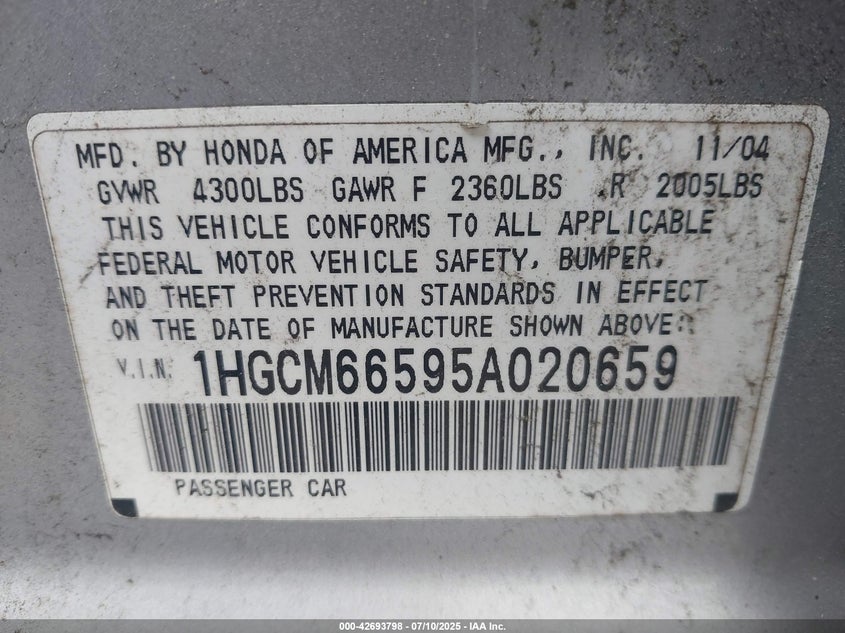 MFD. BY HONDA OF AMERICA MFG., INC. 11/04
GVWR 4300LBS GAWR F 2360LBS R 2005LBS
THIS VEHICLE CONFORMS TO ALL APPLICABLE
FEDERAL MOTOR VEHICLE SAFETY, BUMPER,
AND THEFT PREVENTION STANDARDS IN EFFECT
ON THE DATE OF MANUFACTURE SHOWN ABOVE:
V.I.N. 1HGCM66595A020659
PASSENGER CAR
000-42693798 - 07/10/2025 - IAA Inc.